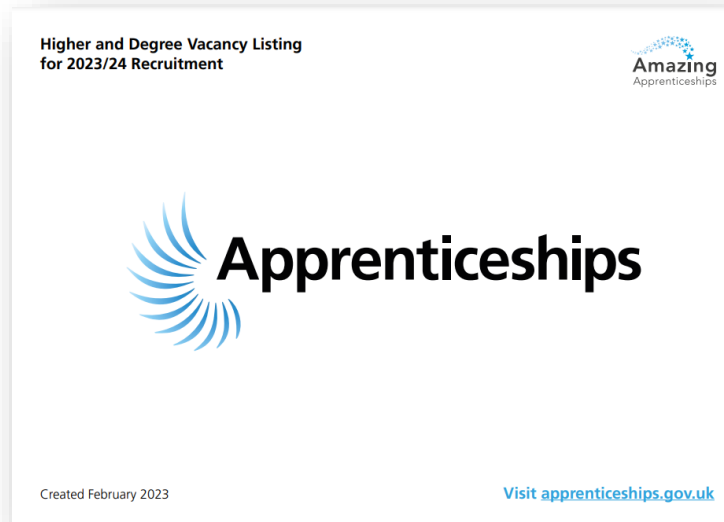 Higher and Degree Vacancy Listing
for 2023/24 Recruitment
Amazing
Apprenticeships
Apprenticeships
Created February 2023
Visit apprenticeships.gov.uk